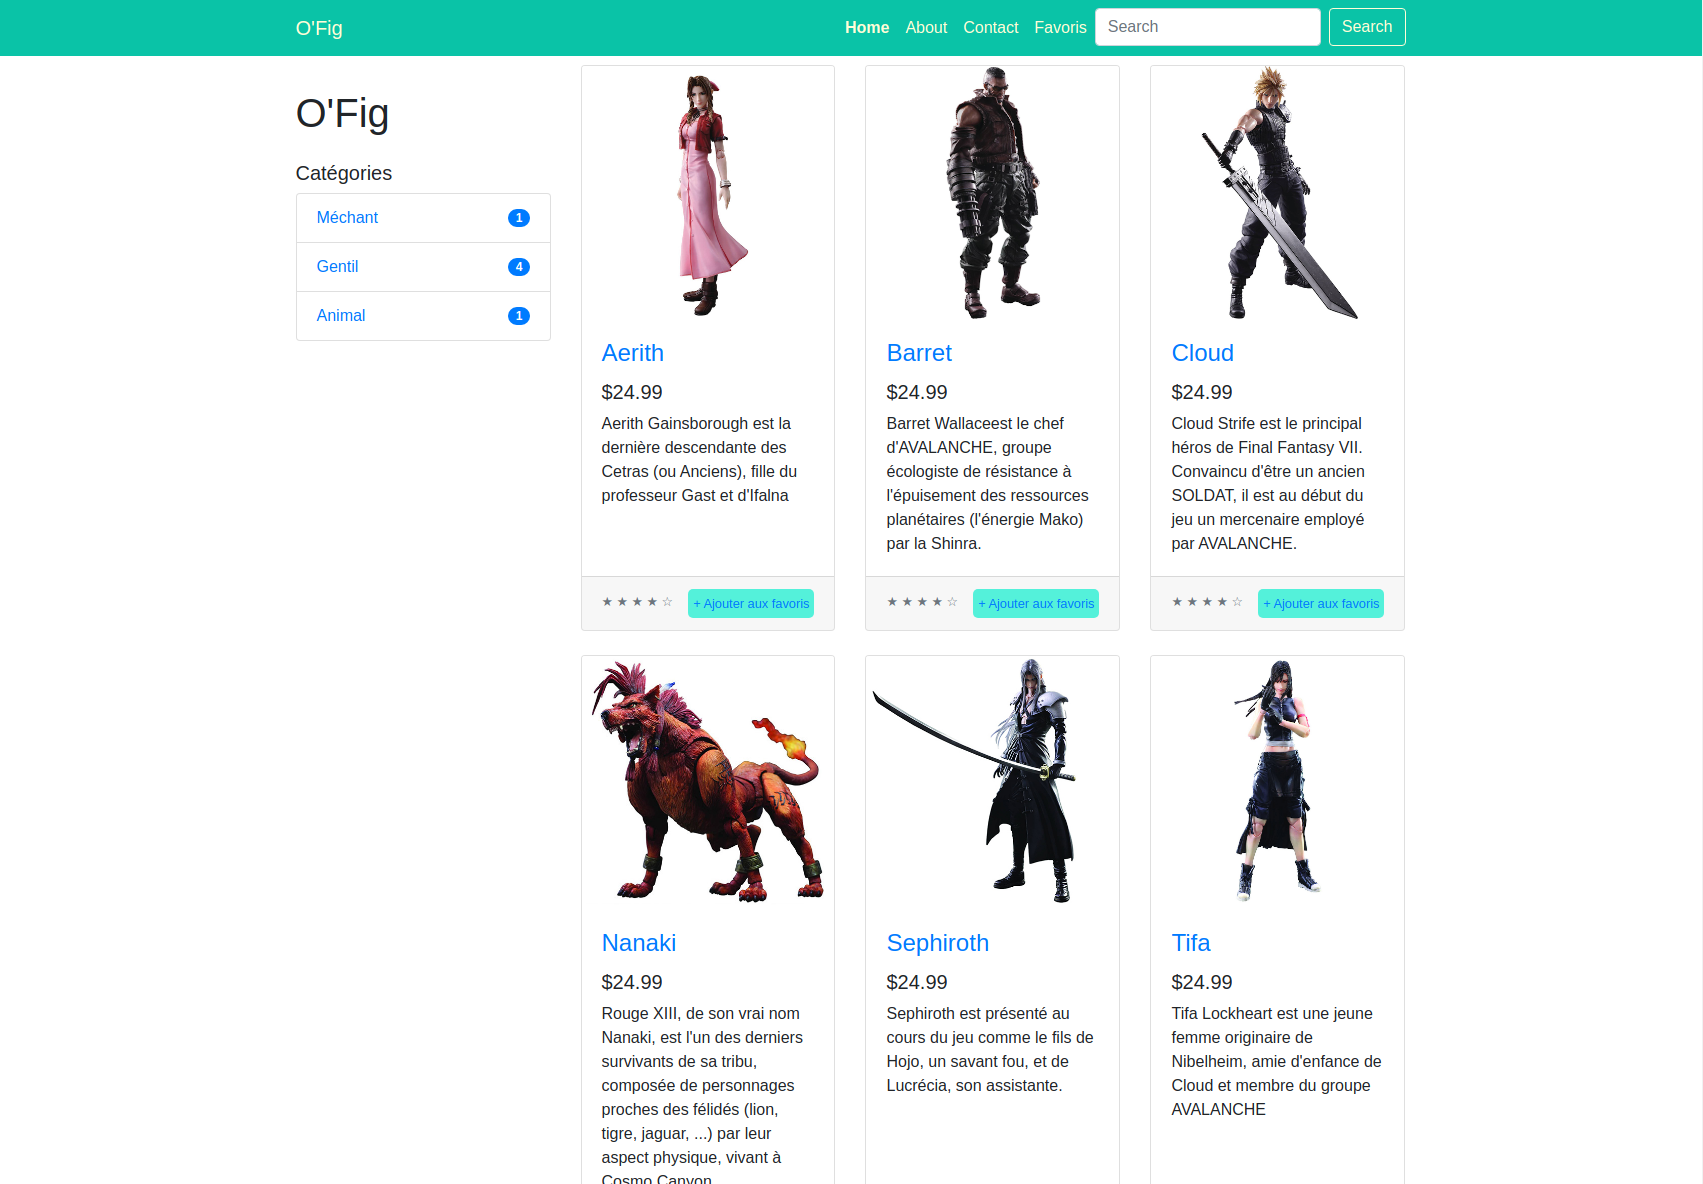 O'Fig
Home About Contact Favoris Search Search
O'Fig
Catégories
Méchant 1
Gentil 4
Animal 1
Aerith
$24.99
Aerith Gainsborough est la
dernière descendante des
Cetras (ou Anciens), fille du
professeur Gast et d'Ifalna
★ ★ ★ ★ ☆ + Ajouter aux favoris
Barret
$24.99
Barret Wallaceest le chef
d'AVALANCHE, groupe
écologiste de résistance à
l'épuisement des ressources
planétaires (l'énergie Mako)
par la Shinra.
★ ★ ★ ★ ☆ + Ajouter aux favoris
Cloud
$24.99
Cloud Strife est le principal
héros de Final Fantasy VII.
Convaincu d'être un ancien
SOLDAT, il est au début du
jeu un mercenaire employé
par AVALANCHE.
★ ★ ★ ★ ☆ + Ajouter aux favoris
Nanaki
$24.99
Rouge XIII, de son vrai nom
Nanaki, est l'un des derniers
survivants de sa tribu,
composée de personnages
proches des félidés (lion,
tigre, jaguar, ...) par leur
aspect physique, vivant à
Cosmo Canyon
Sephiroth
$24.99
Sephiroth est présenté au
cours du jeu comme le fils de
Hojo, un savant fou, et de
Lucrécia, son assistante.
Tifa
$24.99
Tifa Lockheart est une jeune
femme originaire de
Nibelheim, amie d'enfance de
Cloud et membre du groupe
AVALANCHE